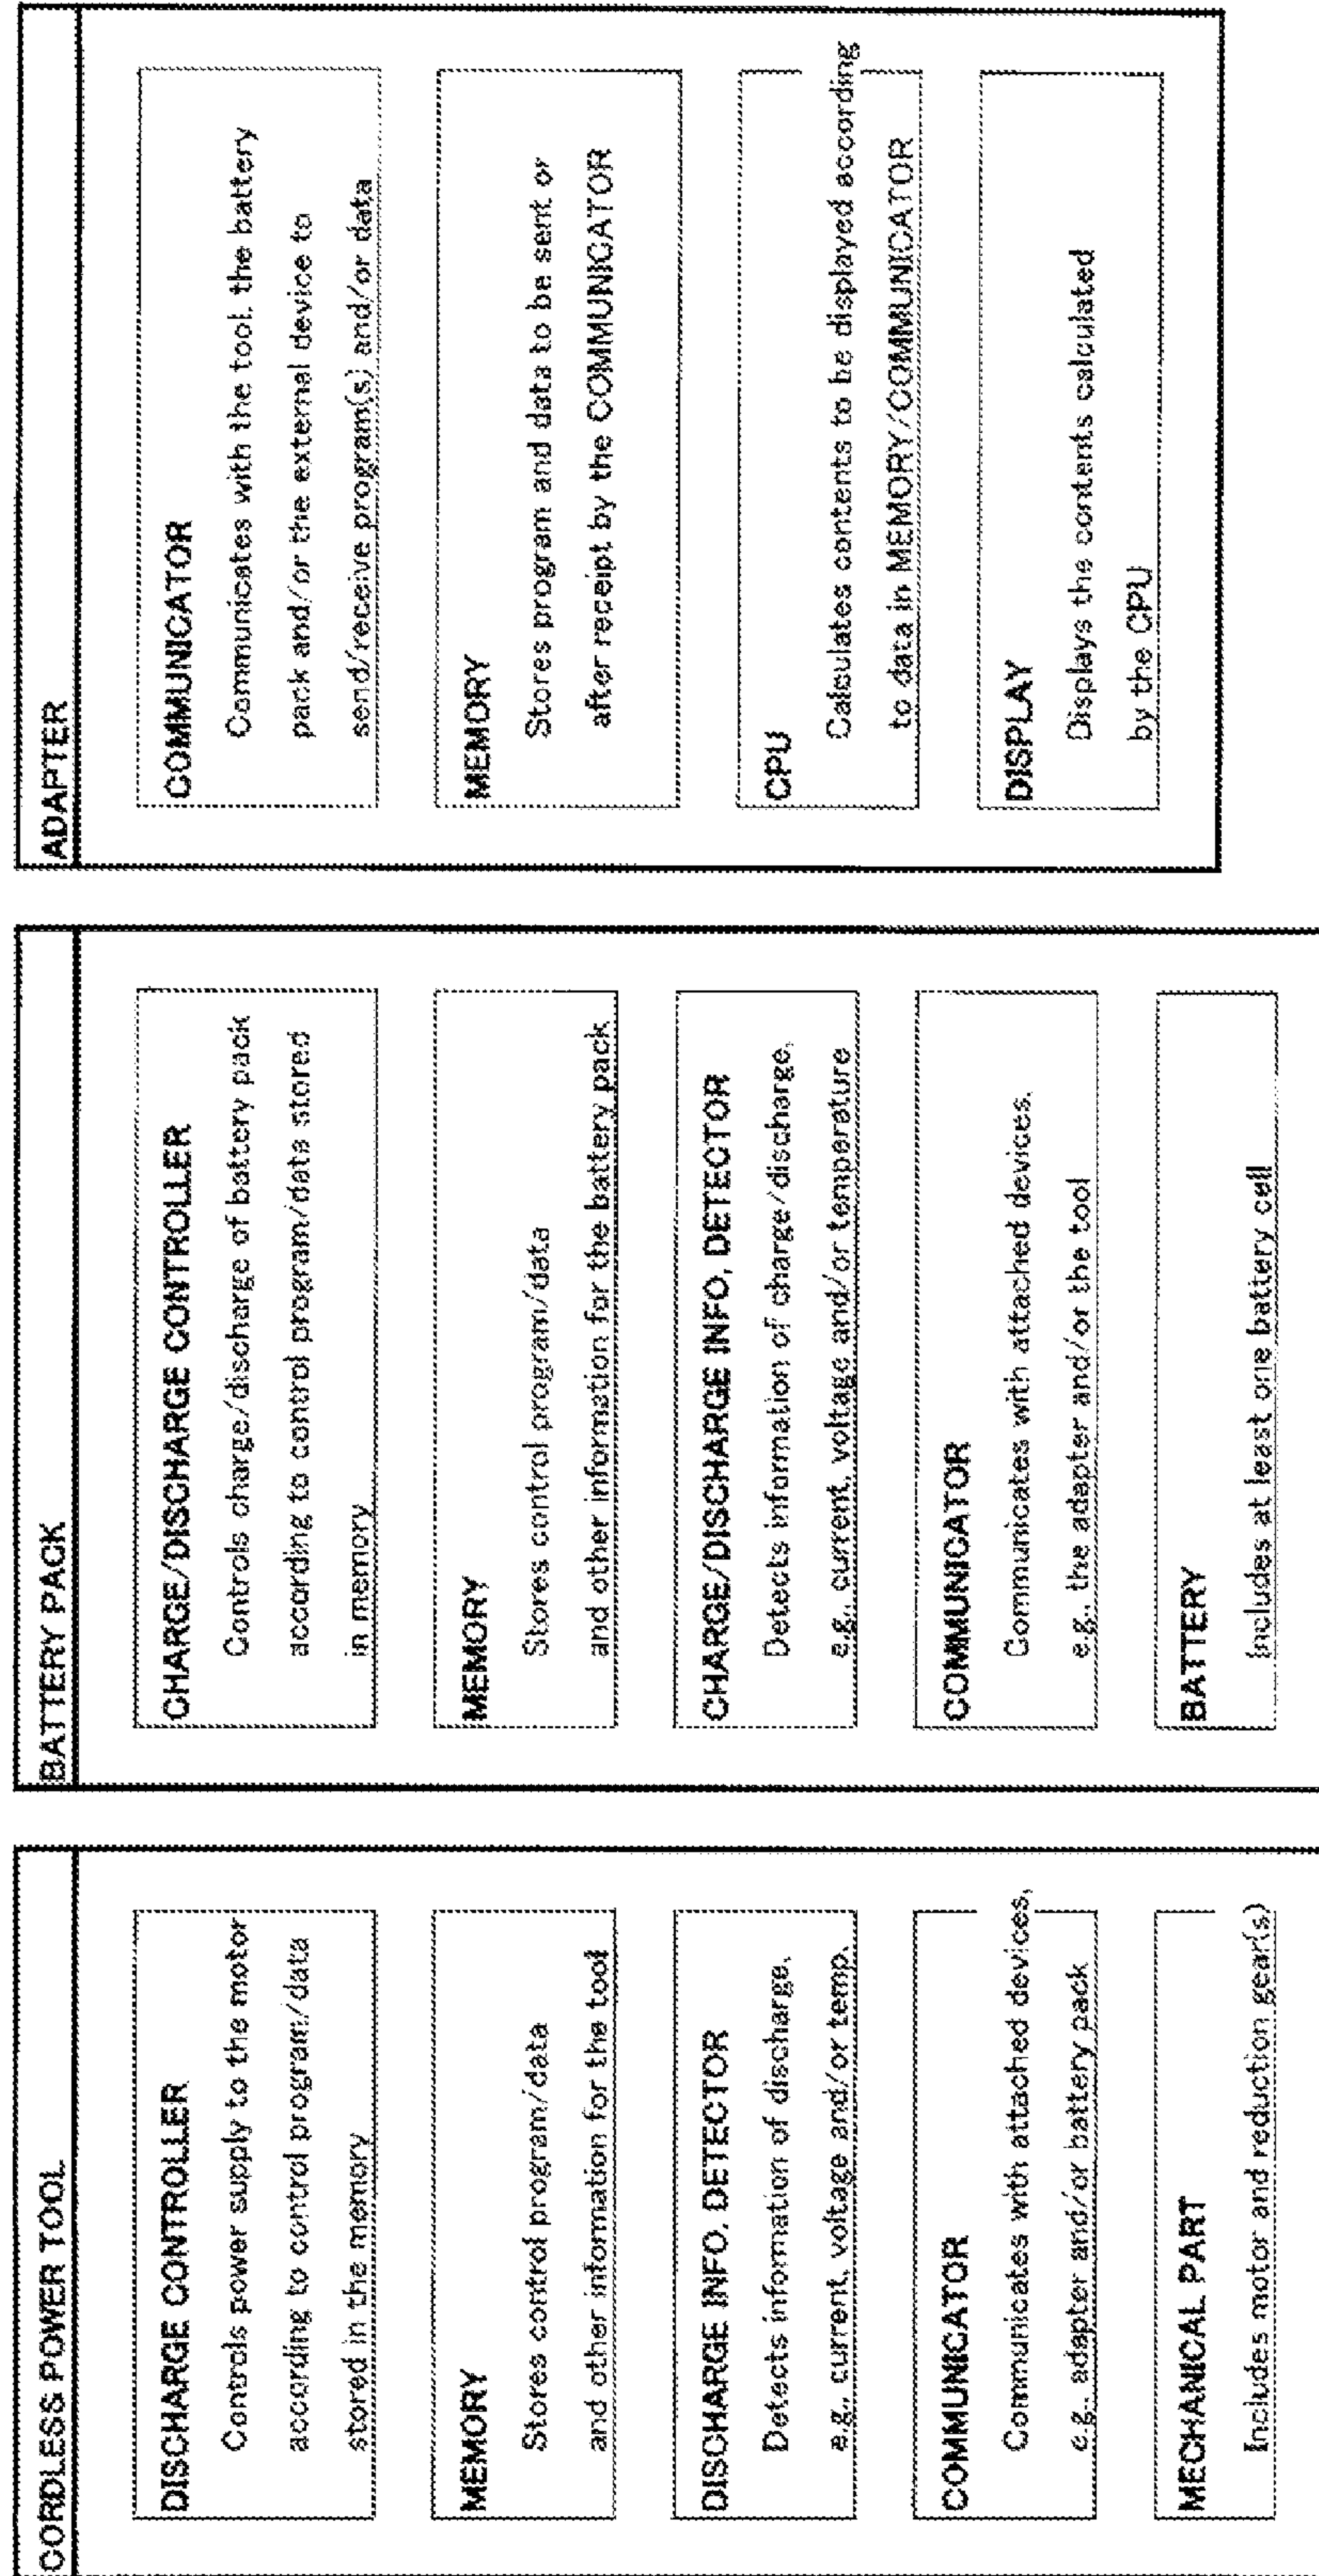 CORDLESS POWER TOOL
DISCHARGE CONTROLLER
Controls power supply to the motor
according to control program/data
stored in the memory
MEMORY
Stores control program/data
and other information for the tool
DISCHARGE INFO. DETECTOR
Detects information of discharge,
e.g., current, voltage and/or temp.
COMMUNICATOR
Communicates with attached devices,
e.g., adapter and/or battery pack
MECHANICAL PART
Includes motor and reduction gear(s)
BATTERY PACK
CHARGE/DISCHARGE CONTROLLER
Controls charge/discharge of battery pack
according to control program/data stored
in memory
MEMORY
Stores control program/data
and other information for the battery pack
CHARGE/DISCHARGE INFO, DETECTOR
Detects information of charge/discharge,
e.g., current, voltage and/or temperature
COMMUNICATOR
Communicates with attached devices,
e.g., the adapter and/or the tool
BATTERY
Includes at least one battery cell
ADAPTER
COMMUNICATOR
Communicates with the tool, the battery
pack and/or the external device to
send/receive program(s) and/or data
MEMORY
Stores program and data to be sent or
after receipt by the COMMUNICATOR
CPU
Calculates contents to be displayed according
to data in MEMORY/COMMUNICATOR
DISPLAY
Displays the contents calculated
by the CPU